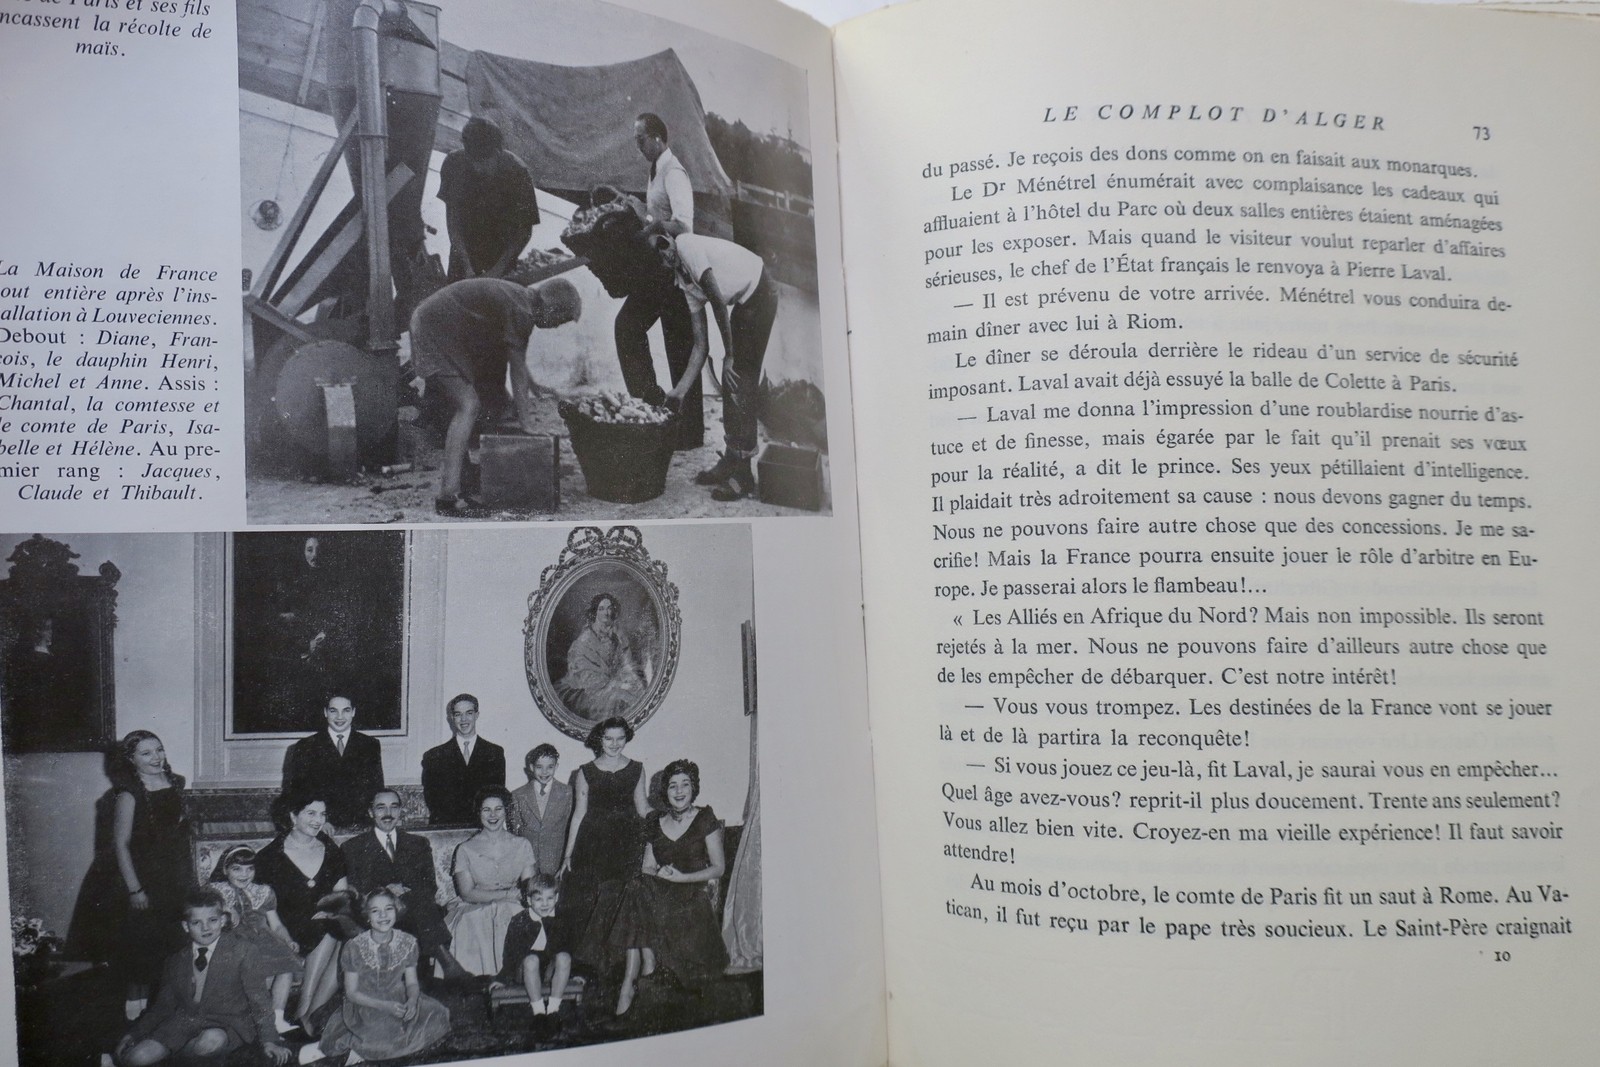 de Paris et ses fils
ncassent la récolte de
maïs.
La Maison de France
out entière après l'ins-
allation à Louveciennes.
Debout : Diane, Fran-
çois, le dauphin Henri,
Michel et Anne. Assis :
Chantal, la comtesse et
le comte de Paris, Isa-
belle et Hélène. Au pre-
mier rang : Jacques,
Claude et Thibault.
LE COMPLOT D'ALGER
73
du passé. Je reçois des dons comme on en faisait aux monarques.
Le Dr Ménétrel énumérait avec complaisance les cadeaux qui
affluaient à l'hôtel du Parc où deux salles entières étaient aménagées
pour les exposer. Mais quand le visiteur voulut reparler d'affaires
sérieuses, le chef de l'État français le renvoya à Pierre Laval.
— Il est prévenu de votre arrivée. Ménétrel vous conduira de-
main dîner avec lui à Riom.
Le dîner se déroula derrière le rideau d'un service de sécurité
imposant. Laval avait déjà essuyé la balle de Colette à Paris.
— Laval me donna l'impression d'une roublardise nourrie d'as-
tuce et de finesse, mais égarée par le fait qu'il prenait ses vœux
pour la réalité, a dit le prince. Ses yeux pétillaient d'intelligence.
Il plaidait très adroitement sa cause : nous devons gagner du temps.
Nous ne pouvons faire autre chose que des concessions. Je me sa-
crifie! Mais la France pourra ensuite jouer le rôle d'arbitre en Eu-
rope. Je passerai alors le flambeau!...
« Les Alliés en Afrique du Nord? Mais non impossible. Ils seront
rejetés à la mer. Nous ne pouvons faire d'ailleurs autre chose que
de les empêcher de débarquer. C'est notre intérêt!
— Vous vous trompez. Les destinées de la France vont se jouer
là et de là partira la reconquête!
— Si vous jouez ce jeu-là, fit Laval, je saurai vous en empêcher...
Quel âge avez-vous? reprit-il plus doucement. Trente ans seulement?
Vous allez bien vite. Croyez-en ma vieille expérience! Il faut savoir
attendre!
Au mois d'octobre, le comte de Paris fit un saut à Rome. Au Va-
tican, il fut reçu par le pape très soucieux. Le Saint-Père craignait
10